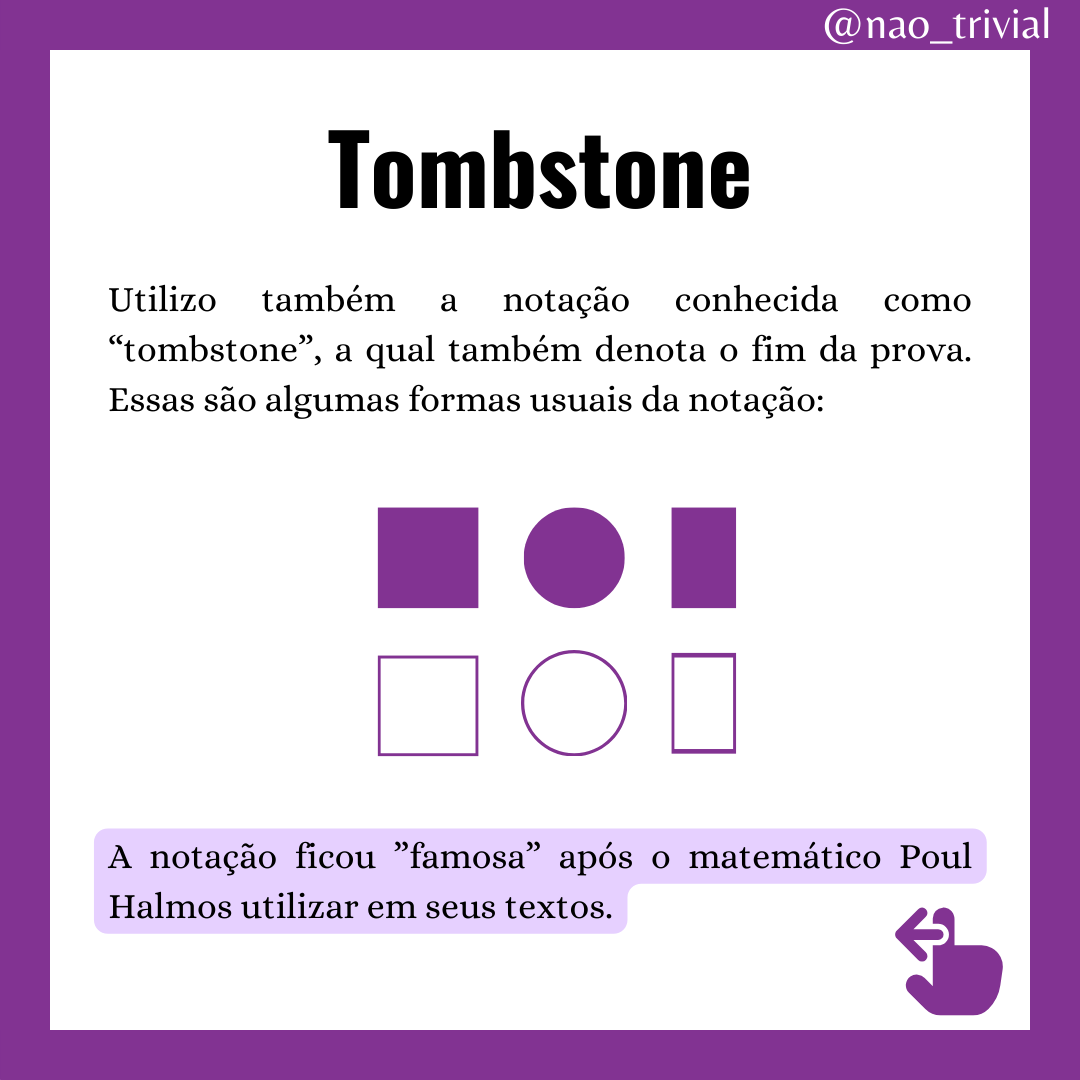 @nao_trivial
Tombstone
Utilizo também a notação conhecida como
“tombstone”, a qual também denota o fim da prova.
Essas são algumas formas usuais da notação:
A notação ficou ”famosa” após o matemático Poul
Halmos utilizar em seus textos.